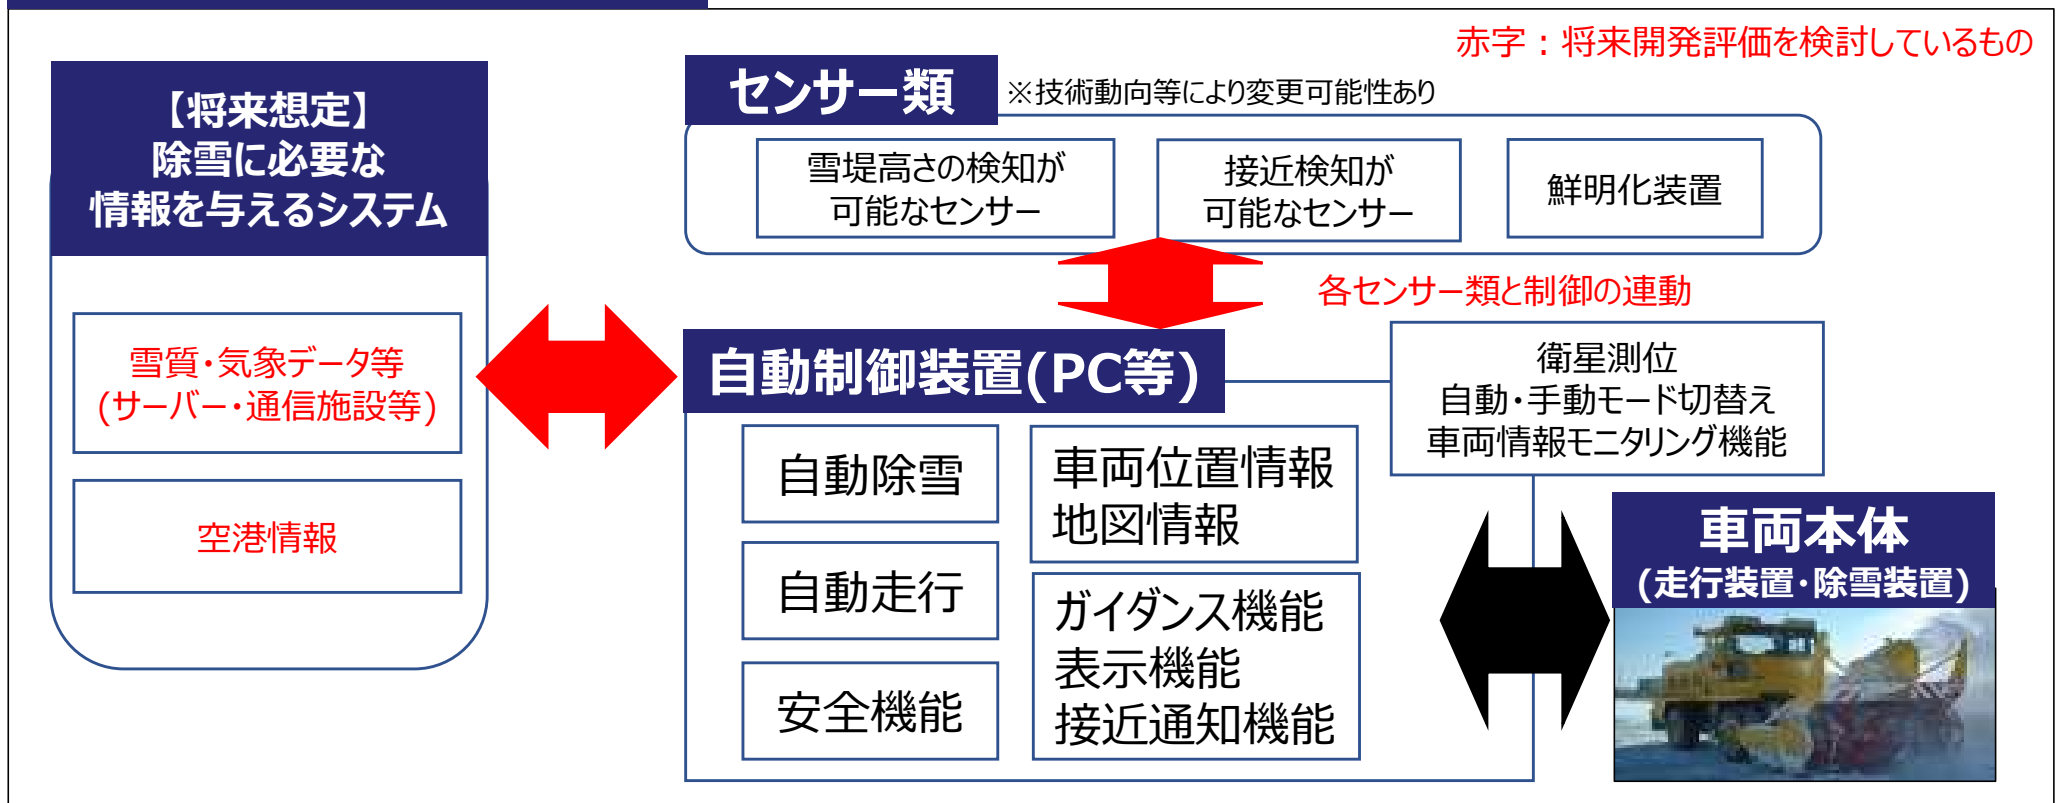 赤字：将来開発評価を検討しているもの
【将来想定】
除雪に必要な
情報を与えるシステム
雪質・気象データ等
(サーバー・通信施設等)
空港情報
センサー類
※技術動向等により変更可能性あり
雪堤高さの検知が
可能なセンサー
接近検知が
可能なセンサー
鮮明化装置
各センサー類と制御の連動
自動制御装置(PC等)
衛星測位
自動・手動モード切替え
車両情報モニタリング機能
自動除雪
自動走行
安全機能
車両位置情報
地図情報
ガイダンス機能
表示機能
接近通知機能
車両本体
(走行装置・除雪装置)